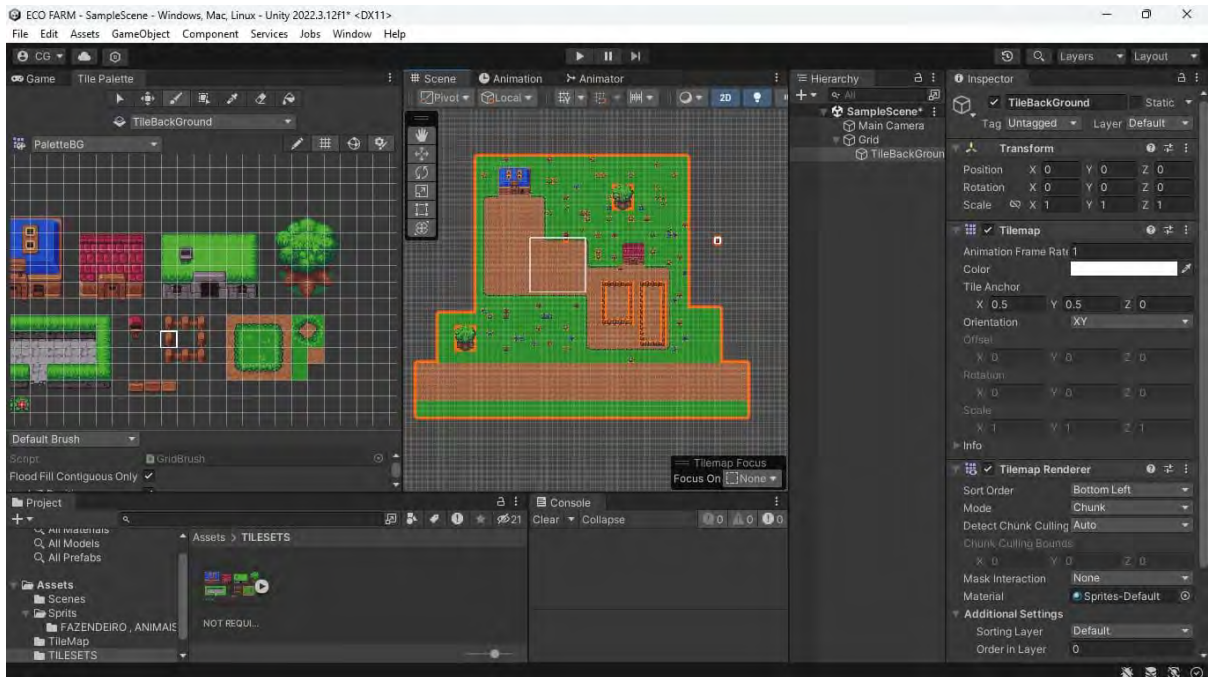 ECO FARM - SampleScene - Windows, Mac, Linux - Unity 2022.3.12f1* <DX11>
File Edit Assets GameObject Component Services Jobs Window Help
CG
Layers
Layout
Game
Tile Palette
TileBackGround
PaletteBG
Default Brush
Script
GridBrush
Flood Fill Contiguous Only
Scene
Animation
Animator
Pivot
Local
2D
Tilemap Focus
Focus On
None
Hierarchy
All
SampleScene*
Main Camera
Grid
TileBackGroun
Inspector
TileBackGround
Static
Tag Untagged
Layer Default
Transform
Position X 0 Y 0 Z 0
Rotation X 0 Y 0 Z 0
Scale X 1 Y 1 Z 1
Tilemap
Animation Frame Rate 1
Color
Tile Anchor
X 0.5 Y 0.5 Z 0
Orientation XY
Offset
X 0 Y 0 Z 0
Rotation
X 0 Y 0 Z 0
Scale
X 1 Y 1 Z 1
Info
Tilemap Renderer
Sort Order Bottom Left
Mode Chunk
Detect Chunk Culling Auto
Chunk Culling Bounds
X 0 Y 0 Z 0
Mask Interaction None
Material Sprites-Default
Additional Settings
Sorting Layer Default
Order in Layer 0
Project
21
All Materials
All Models
All Prefabs
Assets
Scenes
Sprits
FAZENDEIRO , ANIMAIS
TileMap
TILESETS
Assets > TILESETS
NOT REQUI...
Console
Clear
Collapse
0 0 0